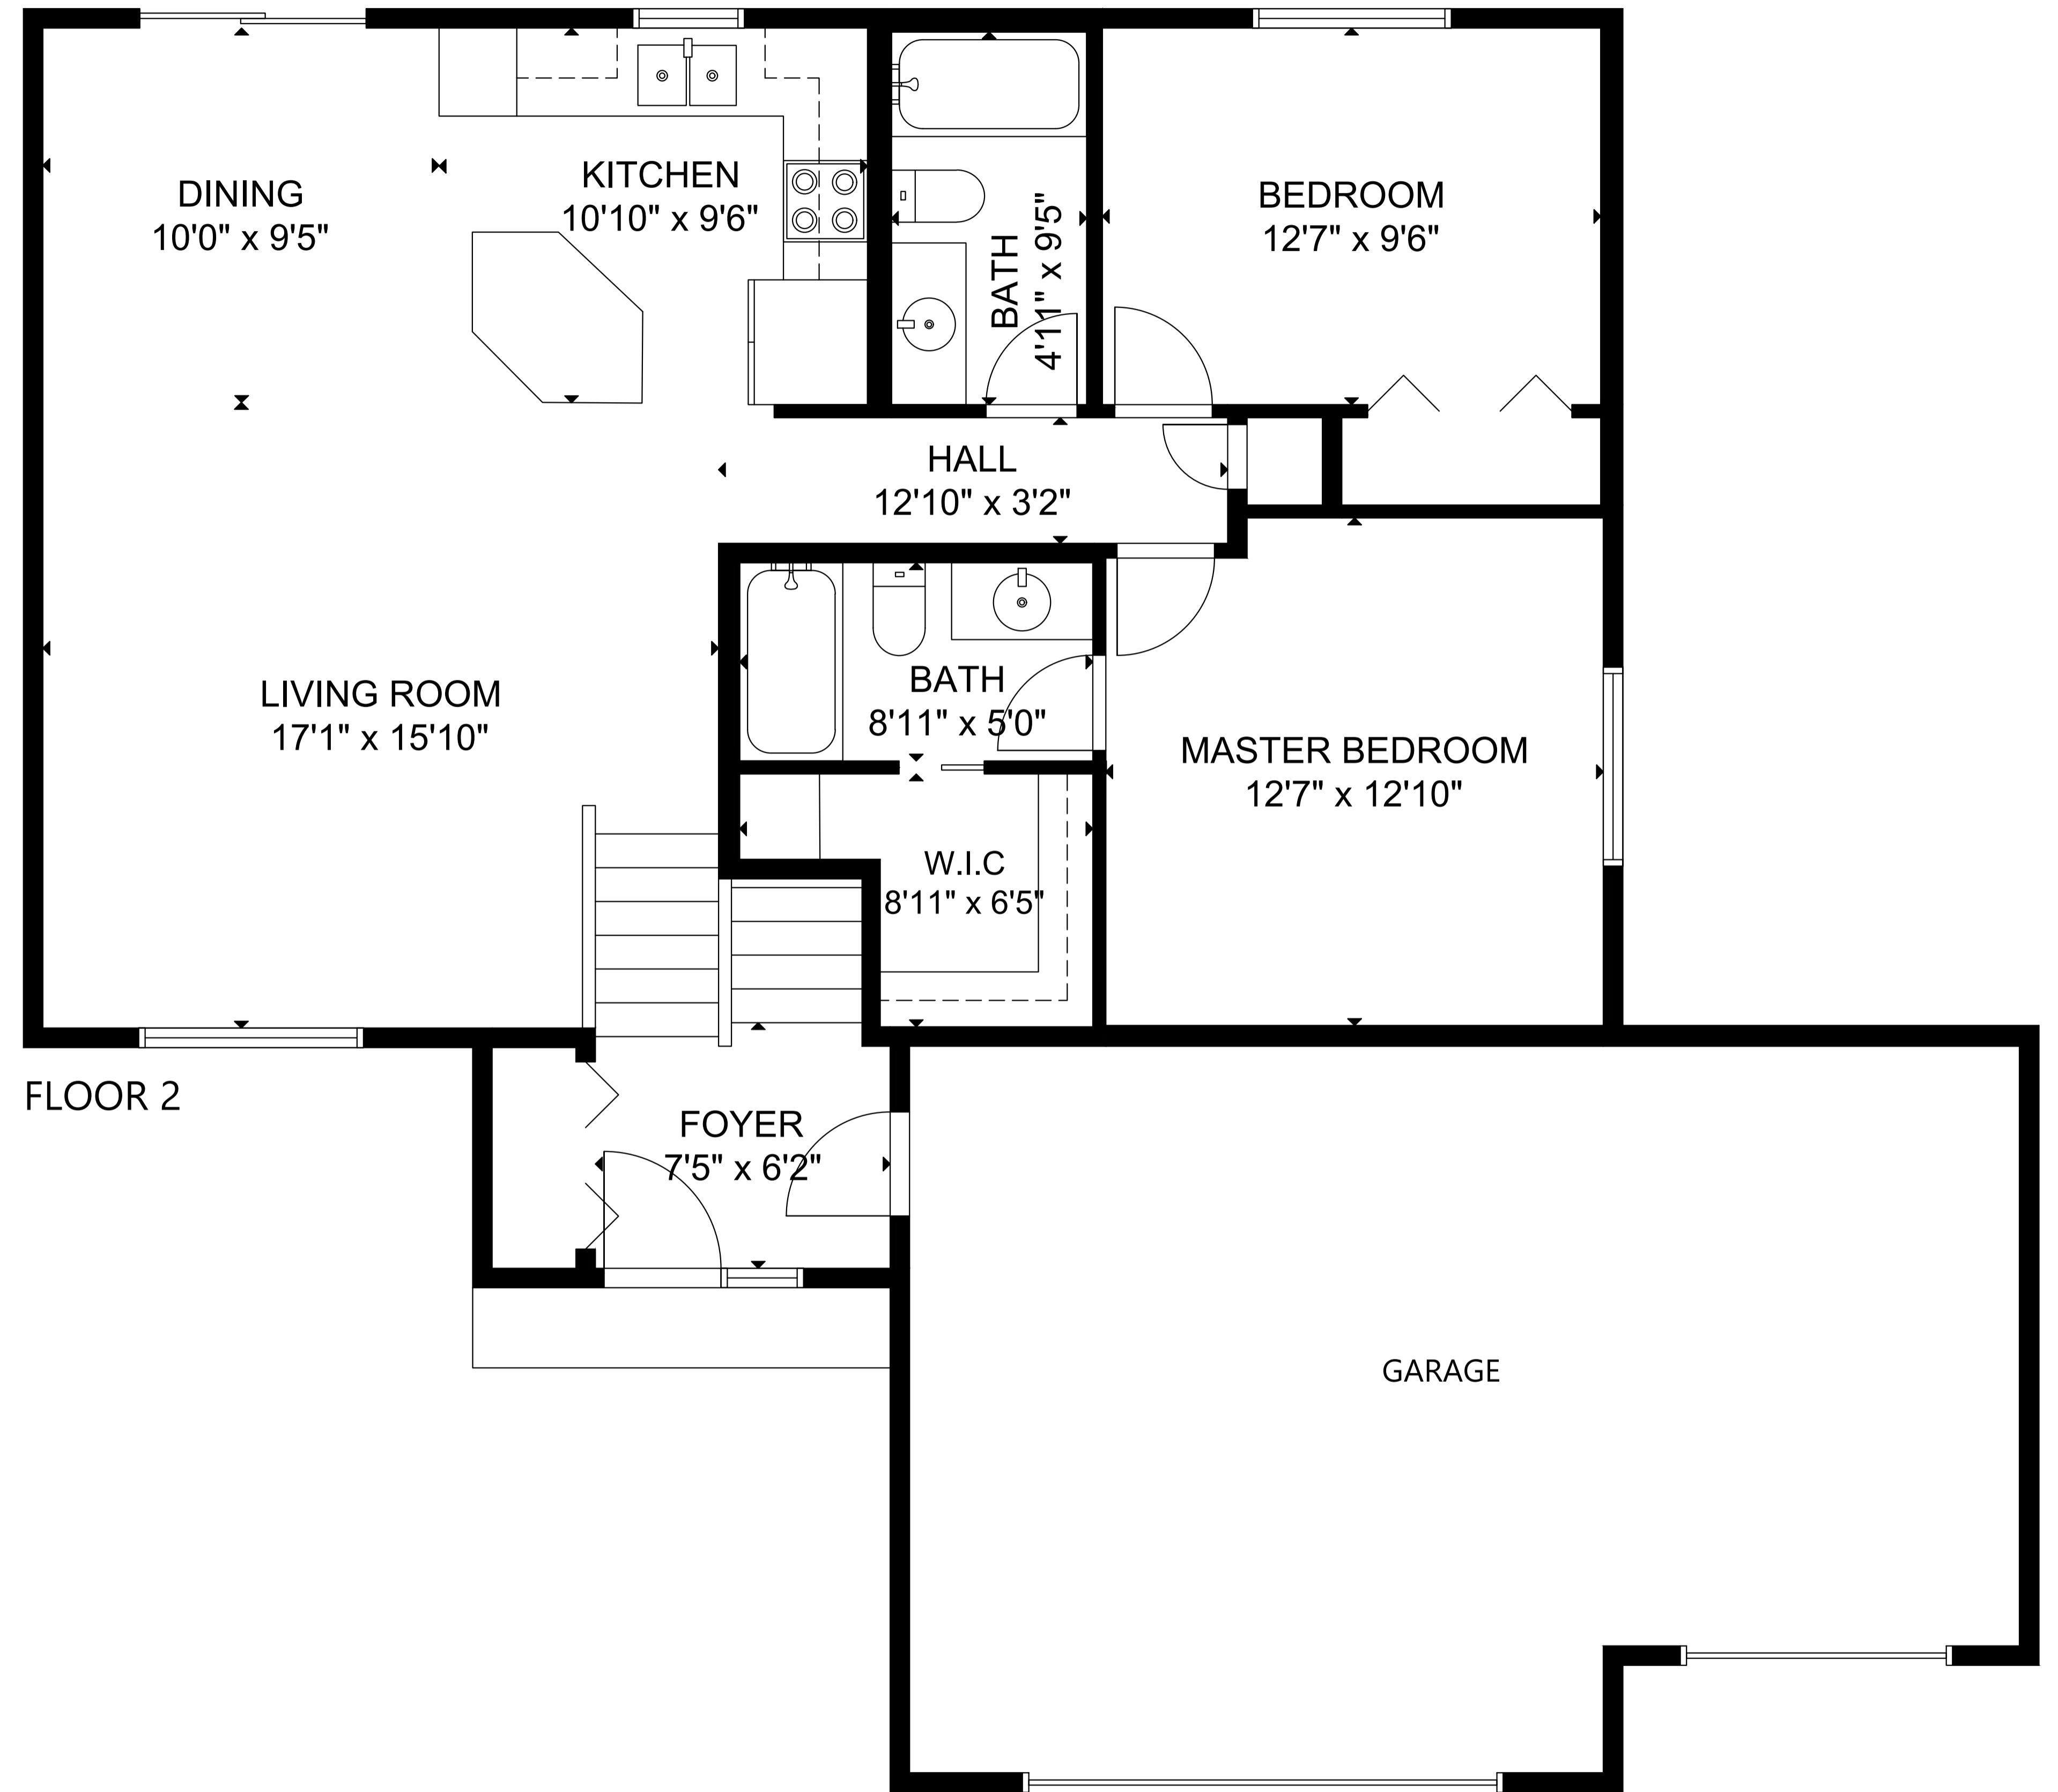 DINING
10'0" x 9'5"
KITCHEN
10'10" x 9'6"
BATH
4'11" x 9'5"
BEDROOM
12'7" x 9'6"
HALL
12'10" x 3'2"
LIVING ROOM
17'1" x 15'10"
BATH
8'11" x 5'0"
MASTER BEDROOM
12'7" x 12'10"
W.I.C
8'11" x 6'5"
FLOOR 2
FOYER
7'5" x 6'2"
GARAGE